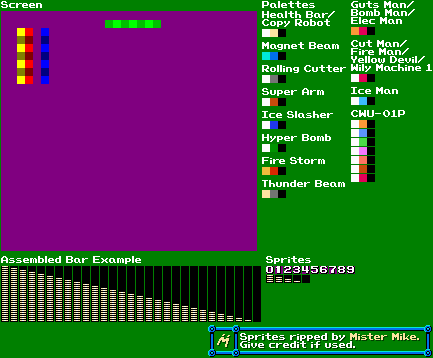 Screen
Palettes
Health Bar/
Copy Robot
Magnet Beam
Rolling Cutter
Super Arm
Ice Slasher
Hyper Bomb
Fire Storm
Thunder Beam
Guts Man/
Bomb Man/
Elec Man
Cut Man/
Fire Man/
Yellow Devil/
Wily Machine 1
Ice Man
CWU-01P
Assembled Bar Example
Sprites
0123456789
M
Sprites ripped by Mister Mike.
Give credit if used.